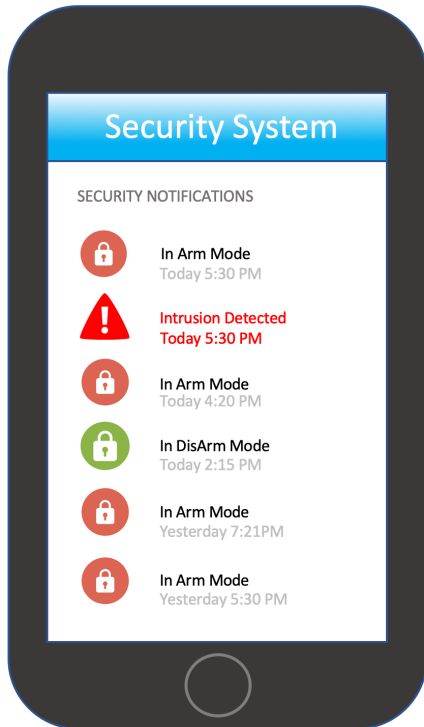 Security System
SECURITY NOTIFICATIONS
In Arm Mode
Today 5:30 PM
Intrusion Detected
Today 5:30 PM
In Arm Mode
Today 4:20 PM
In DisArm Mode
Today 2:15 PM
In Arm Mode
Yesterday 7:21PM
In Arm Mode
Yesterday 5:30 PM